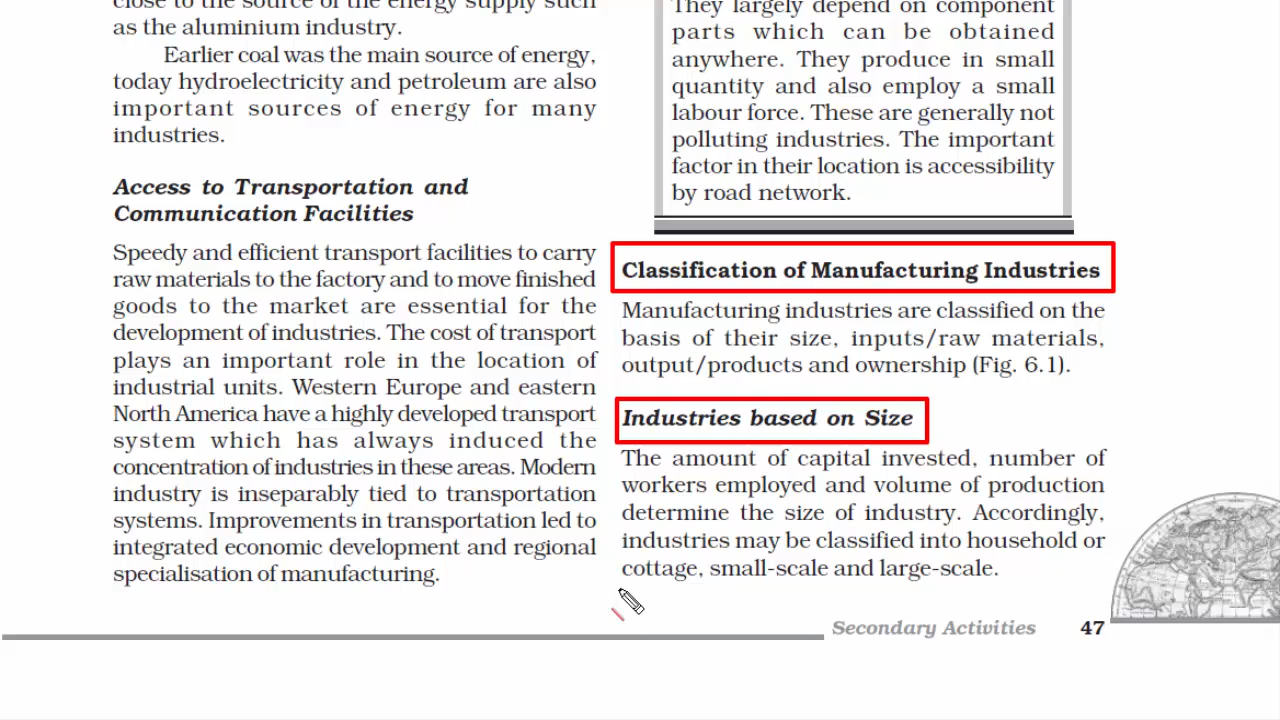 close to the source of the energy supply such
as the aluminium industry.
Earlier coal was the main source of energy,
today hydroelectricity and petroleum are also
important sources of energy for many
industries.
Access to Transportation and
Communication Facilities
Speedy and efficient transport facilities to carry
raw materials to the factory and to move finished
goods to the market are essential for the
development of industries. The cost of transport
plays an important role in the location of
industrial units. Western Europe and eastern
North America have a highly developed transport
system which has always induced the
concentration of industries in these areas. Modern
industry is inseparably tied to transportation
systems. Improvements in transportation led to
integrated economic development and regional
specialisation of manufacturing.
They largely depend on component
parts which can be obtained
anywhere. They produce in small
quantity and also employ a small
labour force. These are generally not
polluting industries. The important
factor in their location is accessibility
by road network.
Classification of Manufacturing Industries
Manufacturing industries are classified on the
basis of their size, inputs/raw materials,
output/products and ownership (Fig. 6.1).
Industries based on Size
The amount of capital invested, number of
workers employed and volume of production
determine the size of industry. Accordingly,
industries may be classified into household or
cottage, small-scale and large-scale.
Secondary Activities 47